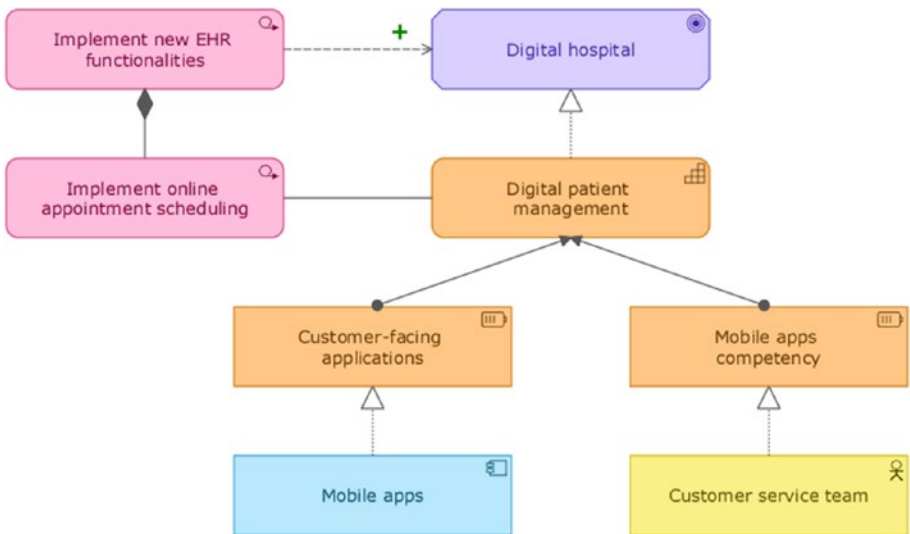 Implement new EHR
functionalities
+
Digital hospital
Implement online
appointment scheduling
Digital patient
management
Customer-facing
applications
Mobile apps
competency
Mobile apps
Customer service team